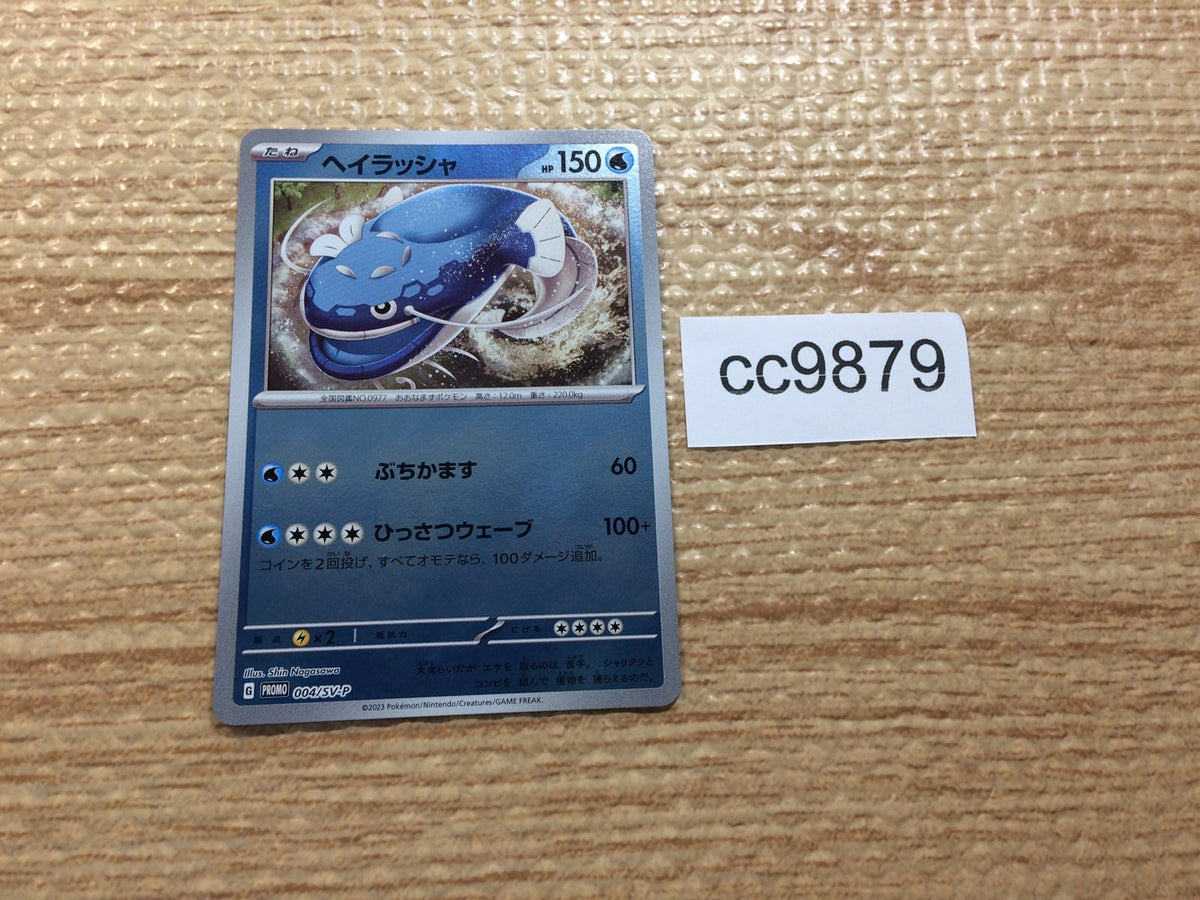 たね ヘイラッシャ HP 150
全国図鑑NO.0977 おおなまずポケモン 高さ:12.0m 重さ:220.0kg
ぶちかます 60
ひっさつウェーブ 100+
コインを2回投げ、すべてオモテなら、100ダメージ追加。
弱点 ×2 抵抗力 にげる
Illus. Shin Nagasawa
大食らいだが エサを 取るのは 苦手。 シャリタツと
コンビを 組んで 獲物を 捕らえるのだ。
G PROMO 004/SV-P
©2023 Pokémon/Nintendo/Creatures/GAME FREAK.
cc9879